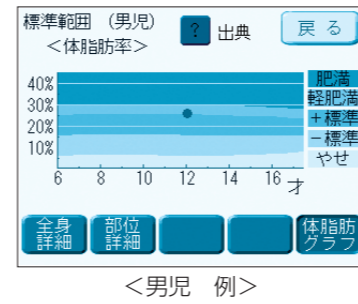 標準範囲 （男児）
＜体脂肪率＞
? 出典
戻る
40%
30%
20%
10%
肥満
軽肥満
＋標準
－標準
やせ
6 8 10 12 14 16 才
全身
詳細
部位
詳細
体脂肪
グラフ
＜男児 例＞